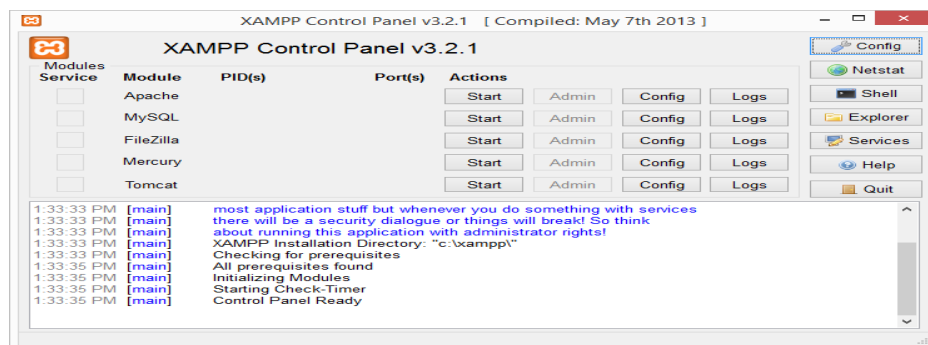 XAMPP Control Panel v3.2.1 [ Compiled: May 7th 2013 ]
XAMPP Control Panel v3.2.1
Config
Modules
Service Module PID(s) Port(s) Actions
Netstat
Apache Start Admin Config Logs
Shell
MySQL Start Admin Config Logs
Explorer
FileZilla Start Admin Config Logs
Services
Mercury Start Admin Config Logs
Help
Tomcat Start Admin Config Logs
Quit
1:33:33 PM [main] most application stuff but whenever you do something with services
1:33:33 PM [main] there will be a security dialogue or things will break! So think
1:33:33 PM [main] about running this application with administrator rights!
1:33:33 PM [main] XAMPP Installation Directory: "c:\xampp\"
1:33:33 PM [main] Checking for prerequisites
1:33:35 PM [main] All prerequisites found
1:33:35 PM [main] Initializing Modules
1:33:35 PM [main] Starting Check-Timer
1:33:35 PM [main] Control Panel Ready